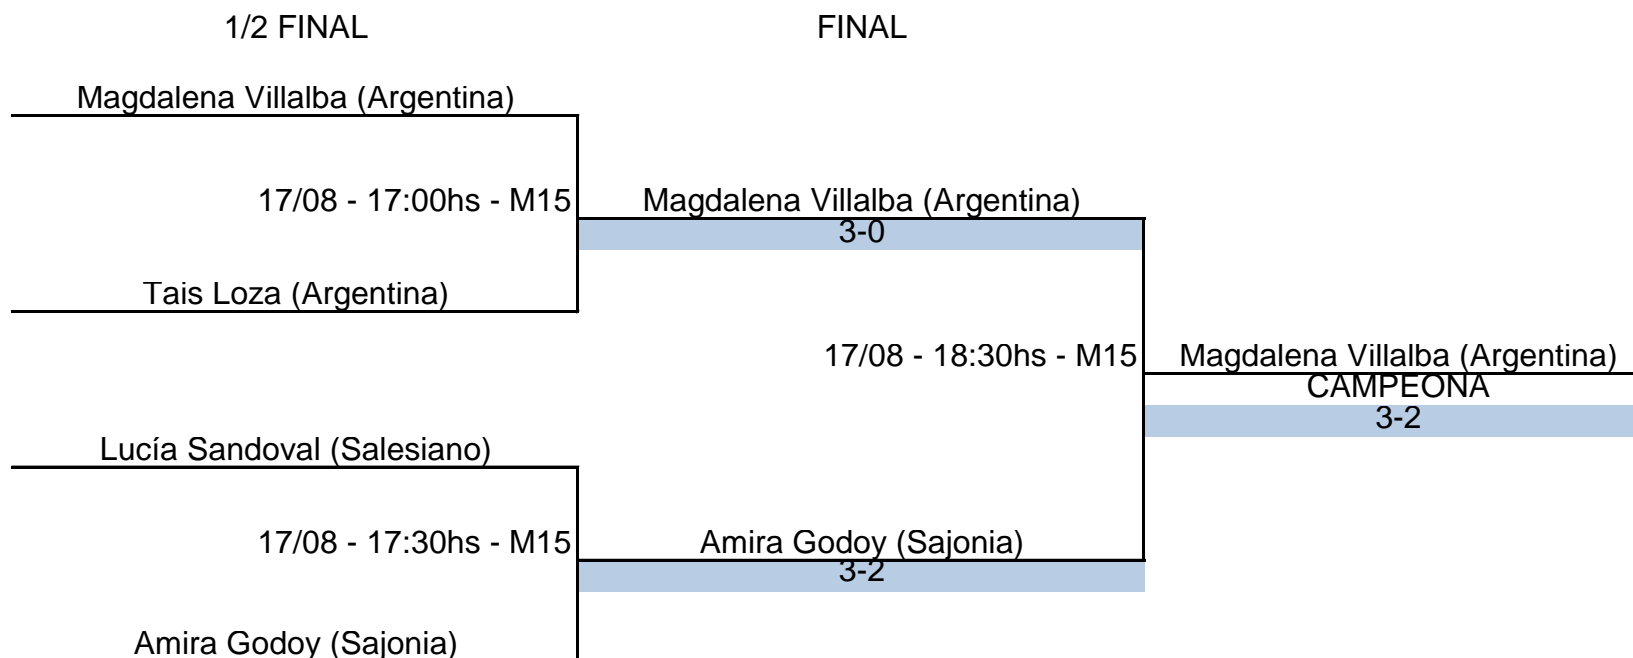 1/2 FINAL FINAL
Magdalena Villalba (Argentina)
17/08 - 17:00hs - M15 Magdalena Villalba (Argentina)
3-0
Tais Loza (Argentina)
17/08 - 18:30hs - M15 Magdalena Villalba (Argentina)
CAMPEONA
3-2
Lucía Sandoval (Salesiano)
17/08 - 17:30hs - M15 Amira Godoy (Sajonia)
3-2
Amira Godoy (Sajonia)